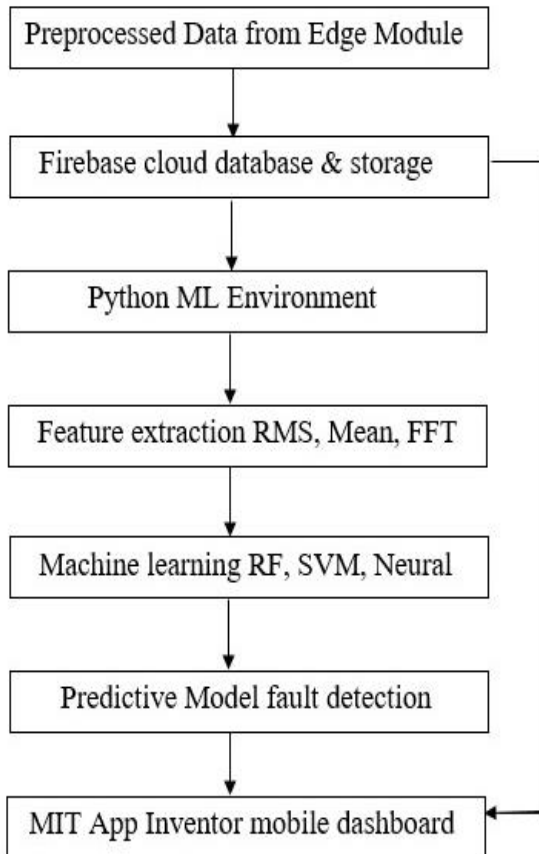 Preprocessed Data from Edge Module
Firebase cloud database & storage
Python ML Environment
Feature extraction RMS, Mean, FFT
Machine learning RF, SVM, Neural
Predictive Model fault detection
MIT App Inventor mobile dashboard